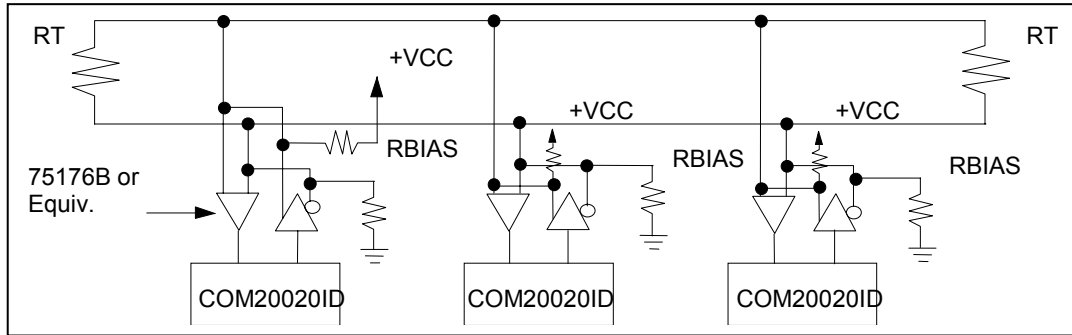 RT
RT
+VCC
+VCC
+VCC
RBIAS
RBIAS
RBIAS
75176B or
Equiv.
COM20020ID
COM20020ID
COM20020ID